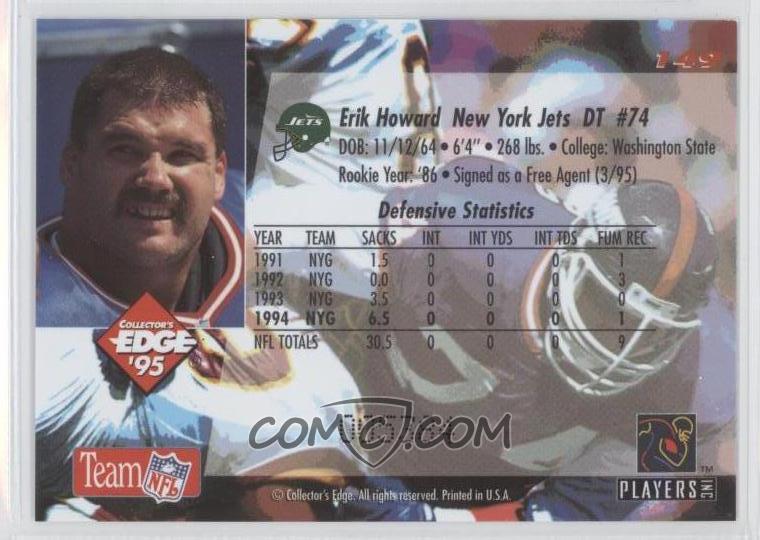 149
JETS
Erik Howard New York Jets DT #74
DOB: 11/12/64 • 6'4" • 268 lbs. • College: Washington State
Rookie Year: '86 • Signed as a Free Agent (3/95)
Defensive Statistics
YEAR TEAM SACKS INT INT YDS INT TDS FUM REC
1991 NYG 1.5 0 0 0 1
1992 NYG 0.0 0 0 0 3
1993 NYG 3.5 0 0 0 0
1994 NYG 6.5 0 0 0 1
NFL TOTALS 30.5 0 0 0 9
COLLECTOR'S
EDGE
'95
COMC.COM
Team NFL
TM
PLAYERS INC
© Collector's Edge. All rights reserved. Printed in U.S.A.